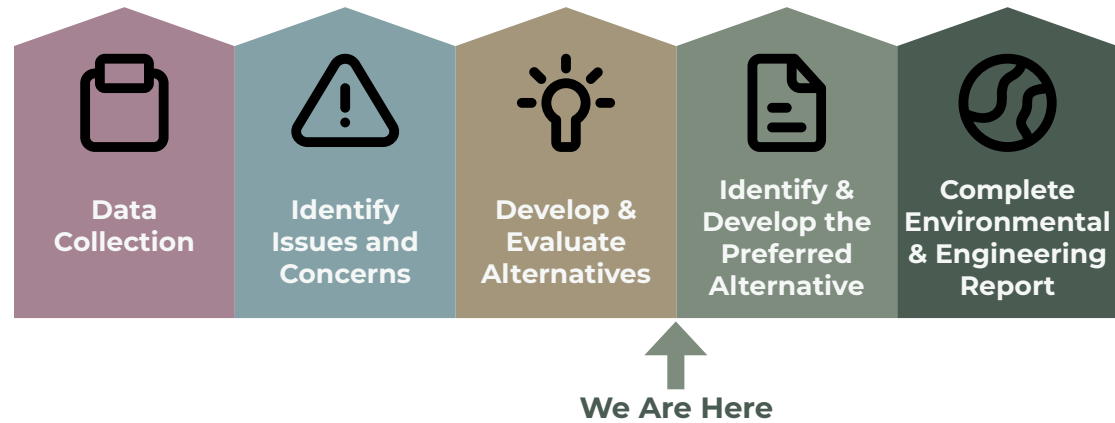 Data
Collection
Identify
Issues and
Concerns
Develop &
Evaluate
Alternatives
Identify &
Develop the
Preferred
Alternative
Complete
Environmental
& Engineering
Report
We Are Here